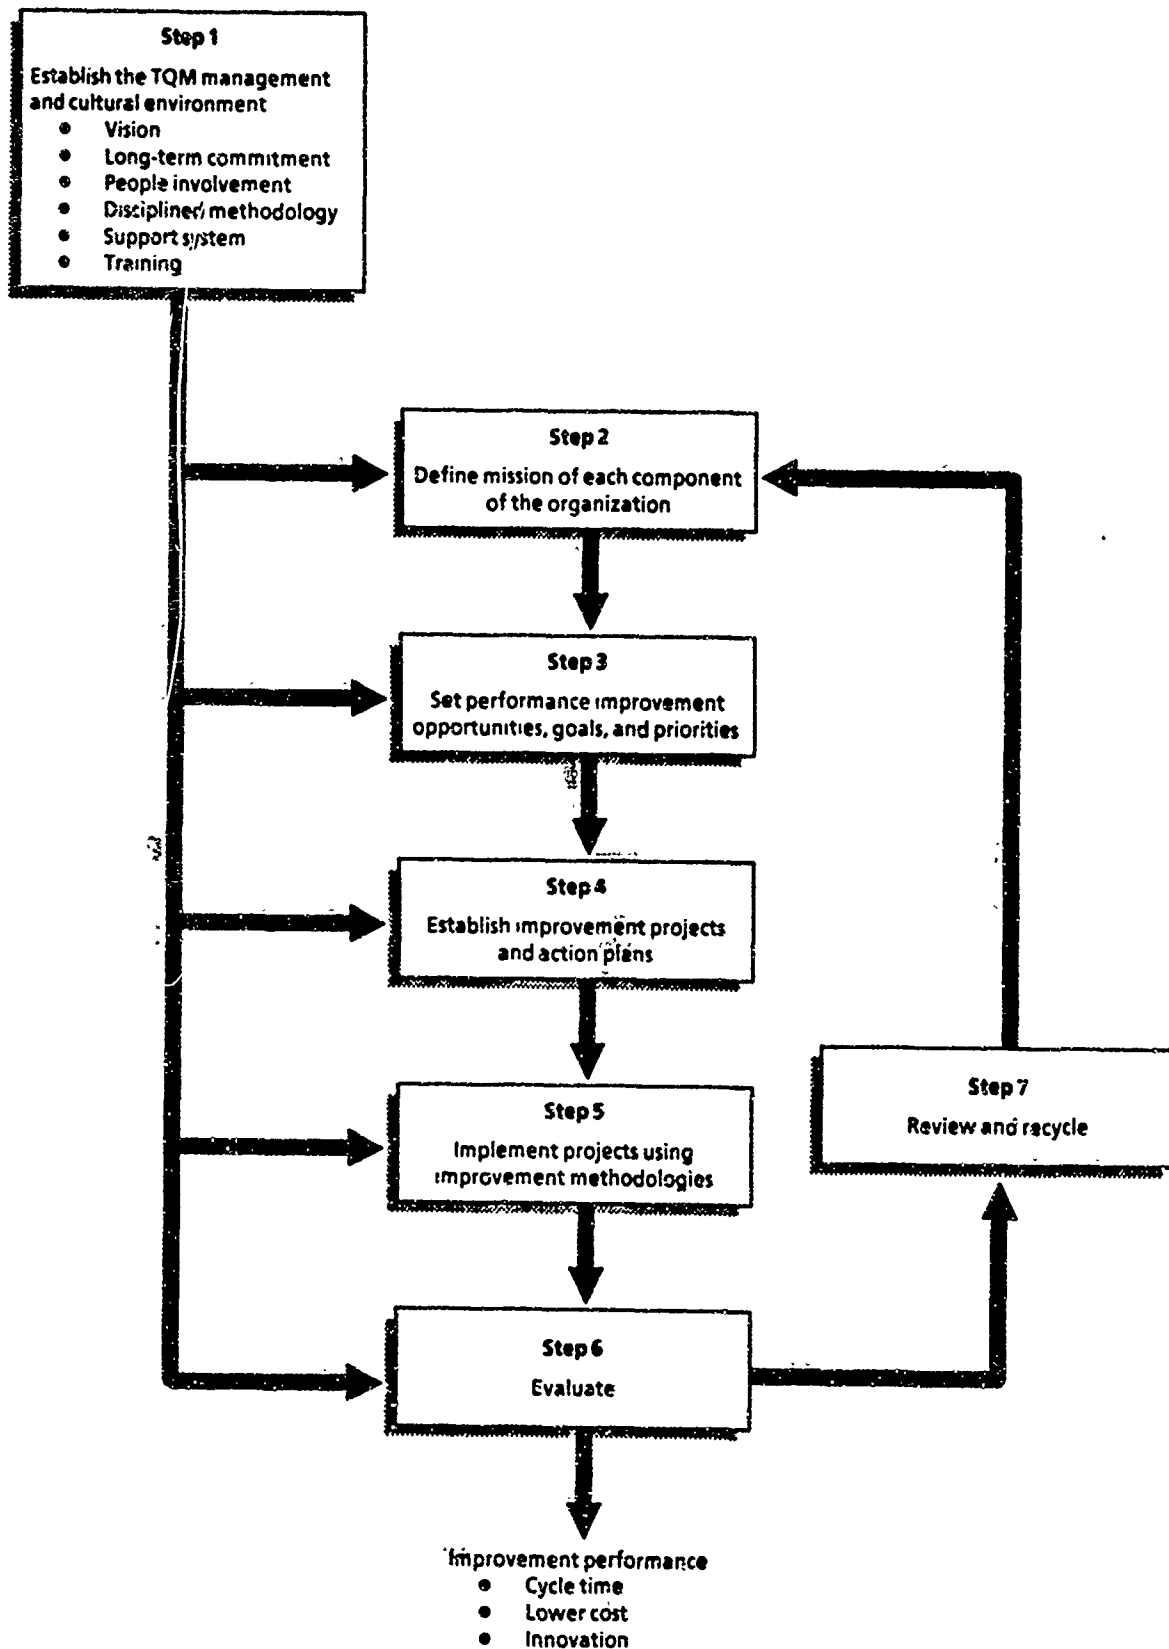 Step 1
Establish the TQM management
and cultural environment
• Vision
• Long-term commitment
• People involvement
• Disciplined methodology
• Support system
• Training
Step 2
Define mission of each component
of the organization
Step 3
Set performance improvement
opportunities, goals, and priorities
Step 4
Establish improvement projects
and action plans
Step 5
Implement projects using
improvement methodologies
Step 6
Evaluate
Step 7
Review and recycle
Improvement performance
• Cycle time
• Lower cost
• Innovation